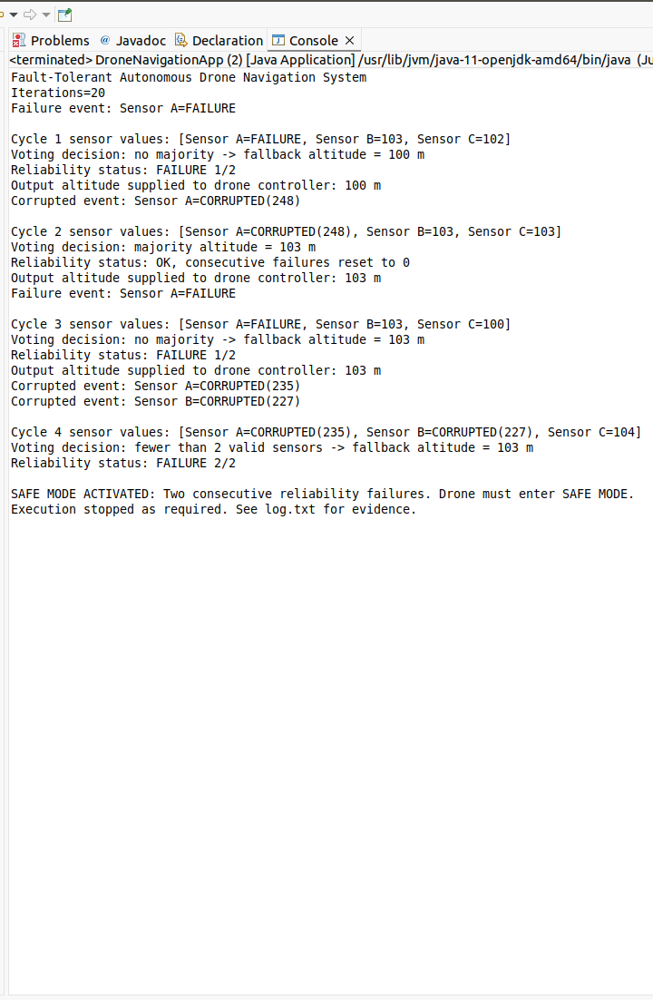 Problems @ Javadoc Declaration Console
<terminated> DroneNavigationApp (2) [Java Application] /usr/lib/jvm/java-11-openjdk-amd64/bin/java (Ju
Fault-Tolerant Autonomous Drone Navigation System
Iterations=20
Failure event: Sensor A=FAILURE
Cycle 1 sensor values: [Sensor A=FAILURE, Sensor B=103, Sensor C=102]
Voting decision: no majority -> fallback altitude = 100 m
Reliability status: FAILURE 1/2
Output altitude supplied to drone controller: 100 m
Corrupted event: Sensor A=CORRUPTED(248)
Cycle 2 sensor values: [Sensor A=CORRUPTED(248), Sensor B=103, Sensor C=103]
Voting decision: majority altitude = 103 m
Reliability status: OK, consecutive failures reset to 0
Output altitude supplied to drone controller: 103 m
Failure event: Sensor A=FAILURE
Cycle 3 sensor values: [Sensor A=FAILURE, Sensor B=103, Sensor C=100]
Voting decision: no majority -> fallback altitude = 103 m
Reliability status: FAILURE 1/2
Output altitude supplied to drone controller: 103 m
Corrupted event: Sensor A=CORRUPTED(235)
Corrupted event: Sensor B=CORRUPTED(227)
Cycle 4 sensor values: [Sensor A=CORRUPTED(235), Sensor B=CORRUPTED(227), Sensor C=104]
Voting decision: fewer than 2 valid sensors -> fallback altitude = 103 m
Reliability status: FAILURE 2/2
SAFE MODE ACTIVATED: Two consecutive reliability failures. Drone must enter SAFE MODE.
Execution stopped as required. See log.txt for evidence.